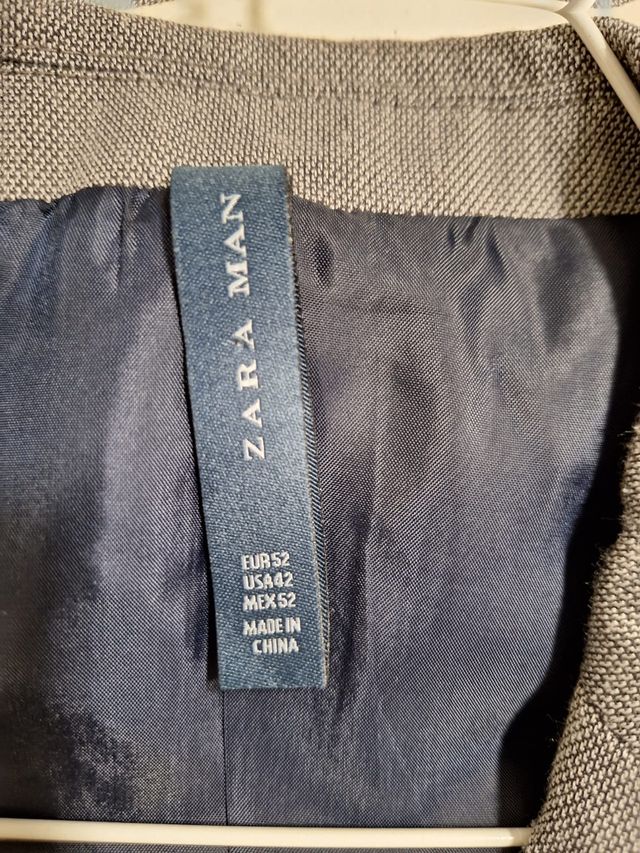 ZARA MAN
EUR 52
USA 42
MEX 52
MADE IN
CHINA